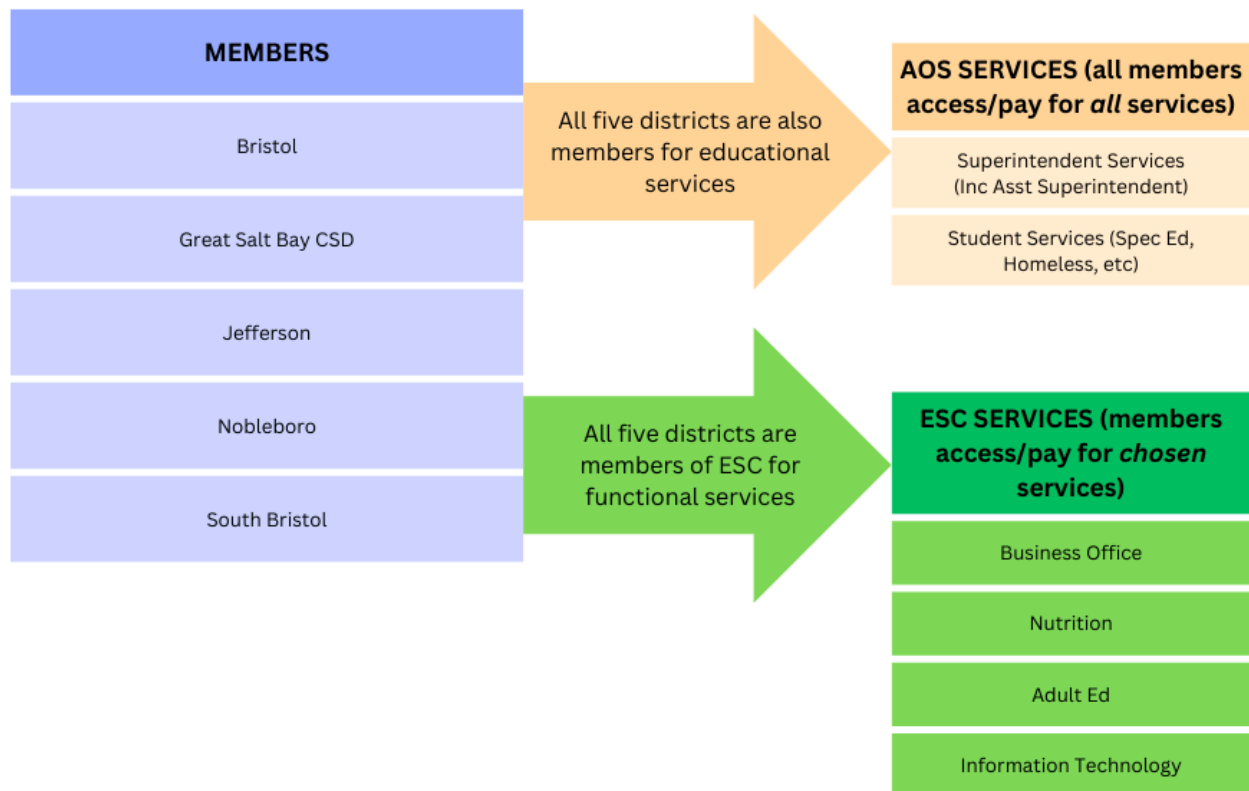 MEMBERS
Bristol
Great Salt Bay CSD
Jefferson
Nobleboro
South Bristol
All five districts are also
members for educational
services
All five districts are
members of ESC for
functional services
AOS SERVICES (all members
access/pay for all services)
Superintendent Services
(Inc Asst Superintendent)
Student Services (Spec Ed,
Homeless, etc)
ESC SERVICES (members
access/pay for chosen
services)
Business Office
Nutrition
Adult Ed
Information Technology